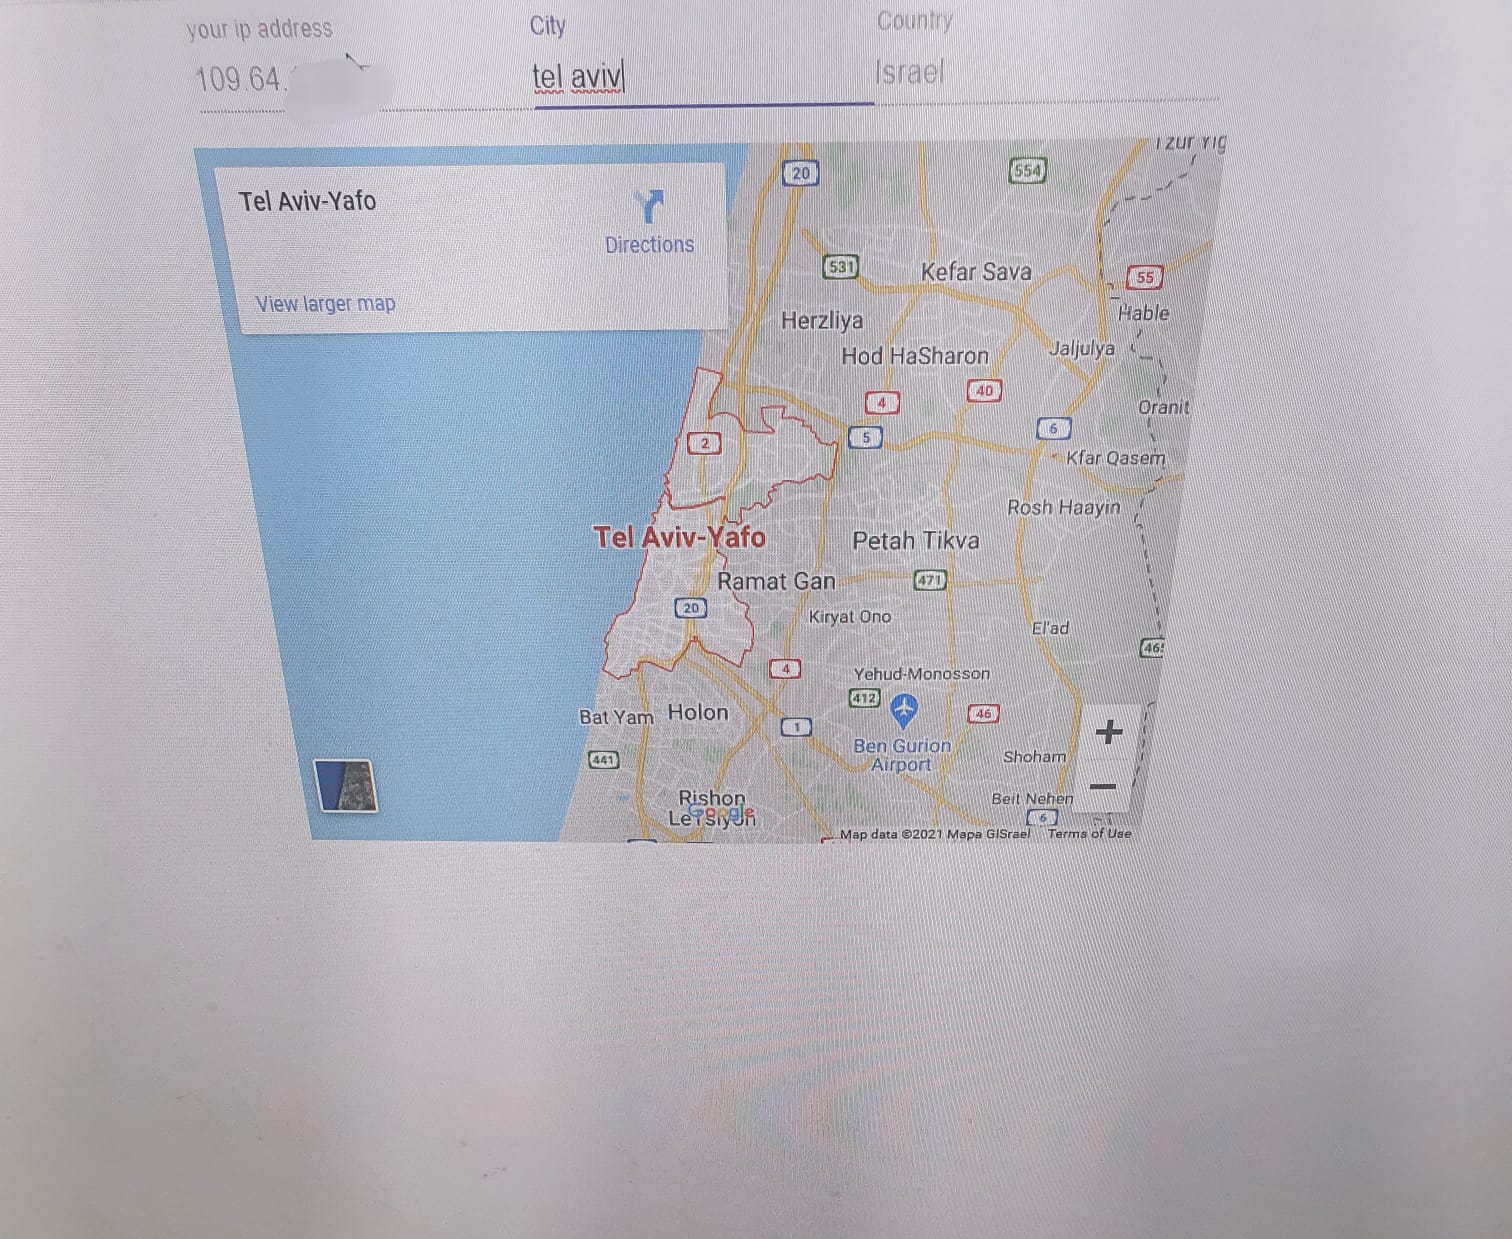 your ip address
City
Country
109.64.
tel aviv
Israel
Tel Aviv-Yafo
Directions
View larger map
20
554
531
Kefar Sava
55
Hable
Herzliya
Hod HaSharon
Jaljulya
4
40
Oranit
2
5
6
Kfar Qasem
Rosh Haayin
Tel Aviv-Yafo
Petah Tikva
Ramat Gan
471
20
Kiryat Ono
El'ad
4
Yehud-Monosson
412
46
Bat Yam
Holon
1
Ben Gurion
Airport
+
441
Shoham
−
Rishon
LeTsiyon
Google
Beit Nehen
6
Map data ©2021 Mapa GISrael
Terms of Use